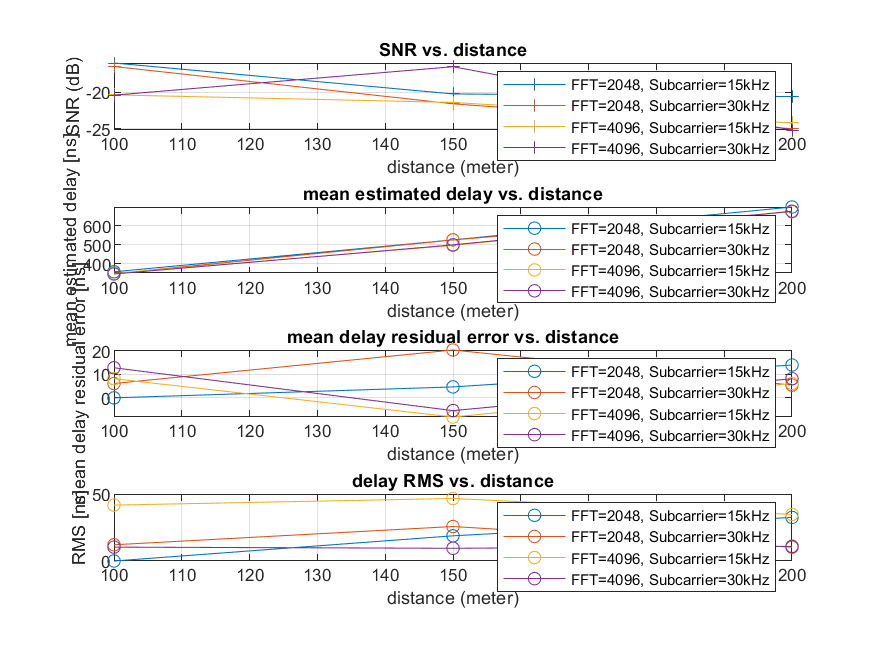 SNR vs. distance
SNR (dB)
-20
-25
FFT=2048, Subcarrier=15kHz
FFT=2048, Subcarrier=30kHz
FFT=4096, Subcarrier=15kHz
FFT=4096, Subcarrier=30kHz
100 110 120 130 140 150 200
distance (meter)
mean estimated delay vs. distance
mean estimated delay [ns]
600
500
400
FFT=2048, Subcarrier=15kHz
FFT=2048, Subcarrier=30kHz
FFT=4096, Subcarrier=15kHz
FFT=4096, Subcarrier=30kHz
100 110 120 130 140 150 200
distance (meter)
mean delay residual error vs. distance
mean delay residual error [ns]
20
10
0
FFT=2048, Subcarrier=15kHz
FFT=2048, Subcarrier=30kHz
FFT=4096, Subcarrier=15kHz
FFT=4096, Subcarrier=30kHz
100 110 120 130 140 150 200
distance (meter)
delay RMS vs. distance
RMS [ns]
50
0
FFT=2048, Subcarrier=15kHz
FFT=2048, Subcarrier=30kHz
FFT=4096, Subcarrier=15kHz
FFT=4096, Subcarrier=30kHz
100 110 120 130 140 150 200
distance (meter)